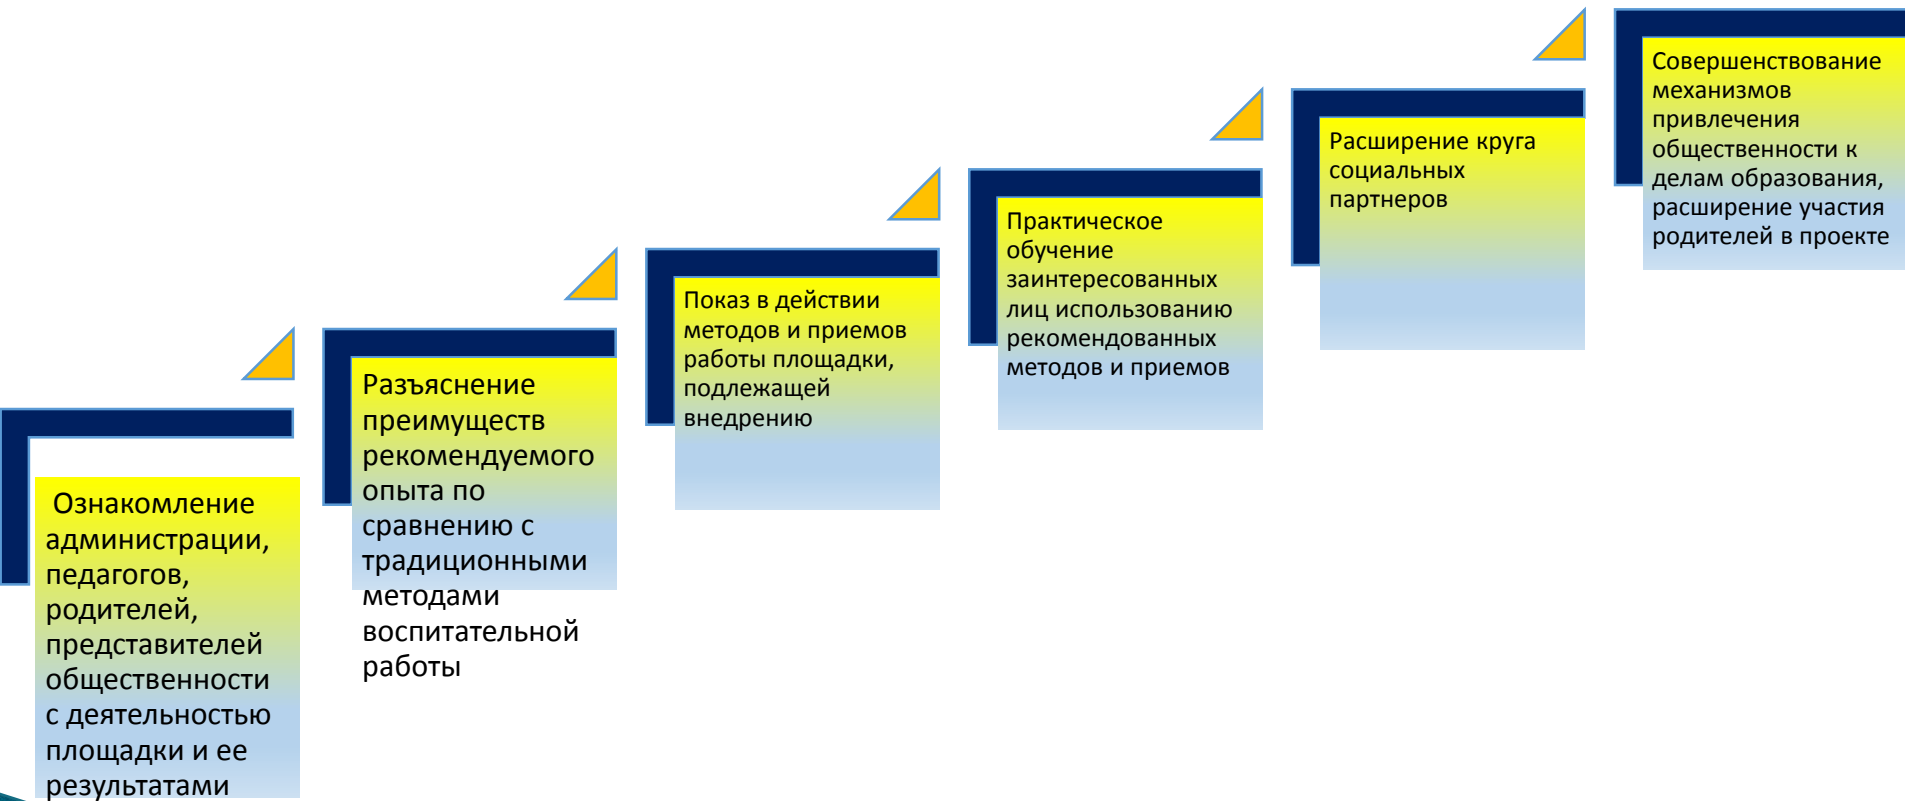 Ознакомление
администрации,
педагогов,
родителей,
представителей
общественности
с деятельностью
площадки и ее
результатами
Разъяснение
преимуществ
рекомендуемого
опыта по
сравнению с
традиционными
методами
воспитательной
работы
Показ в действии
методов и приемов
работы площадки,
подлежащей
внедрению
Практическое
обучение
заинтересованных
лиц использованию
рекомендованных
методов и приемов
Расширение круга
социальных
партнеров
Совершенствование
механизмов
привлечения
общественности к
делам образования,
расширение участия
родителей в проекте